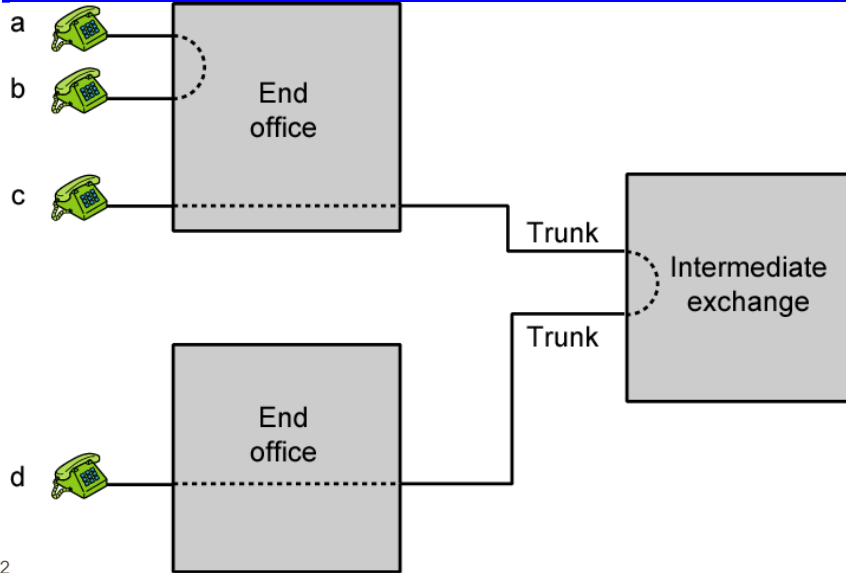 a
b
End
office
c
Trunk
Intermediate
exchange
Trunk
End
office
d
2